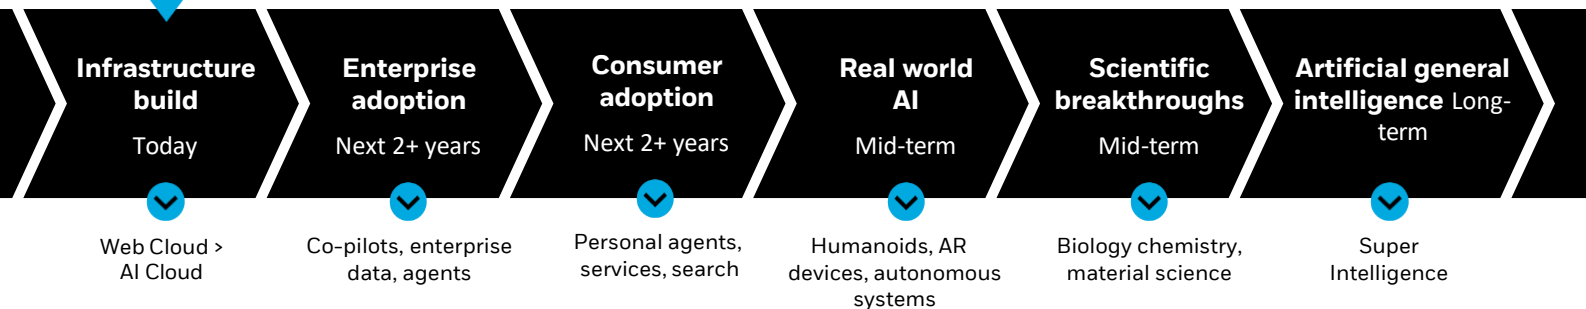 Infrastructure
build
Today
Web Cloud >
AI Cloud
Enterprise
adoption
Next 2+ years
Co-pilots, enterprise
data, agents
Consumer
adoption
Next 2+ years
Personal agents,
services, search
Real world
AI
Mid-term
Humanoids, AR
devices, autonomous
systems
Scientific
breakthroughs
Mid-term
Biology chemistry,
material science
Artificial general
intelligence Long-
term
Super
Intelligence